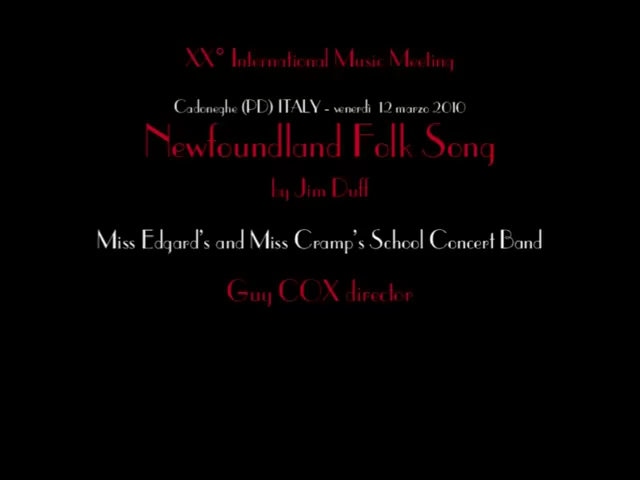 XX° International Music Meeting
Cadoneghe (PD) ITALY - venerdì 12 marzo 2010
Newfoundland Folk Song
by Jim Duff
Miss Edgard's and Miss Cramp's School Concert Band
Guy COX director